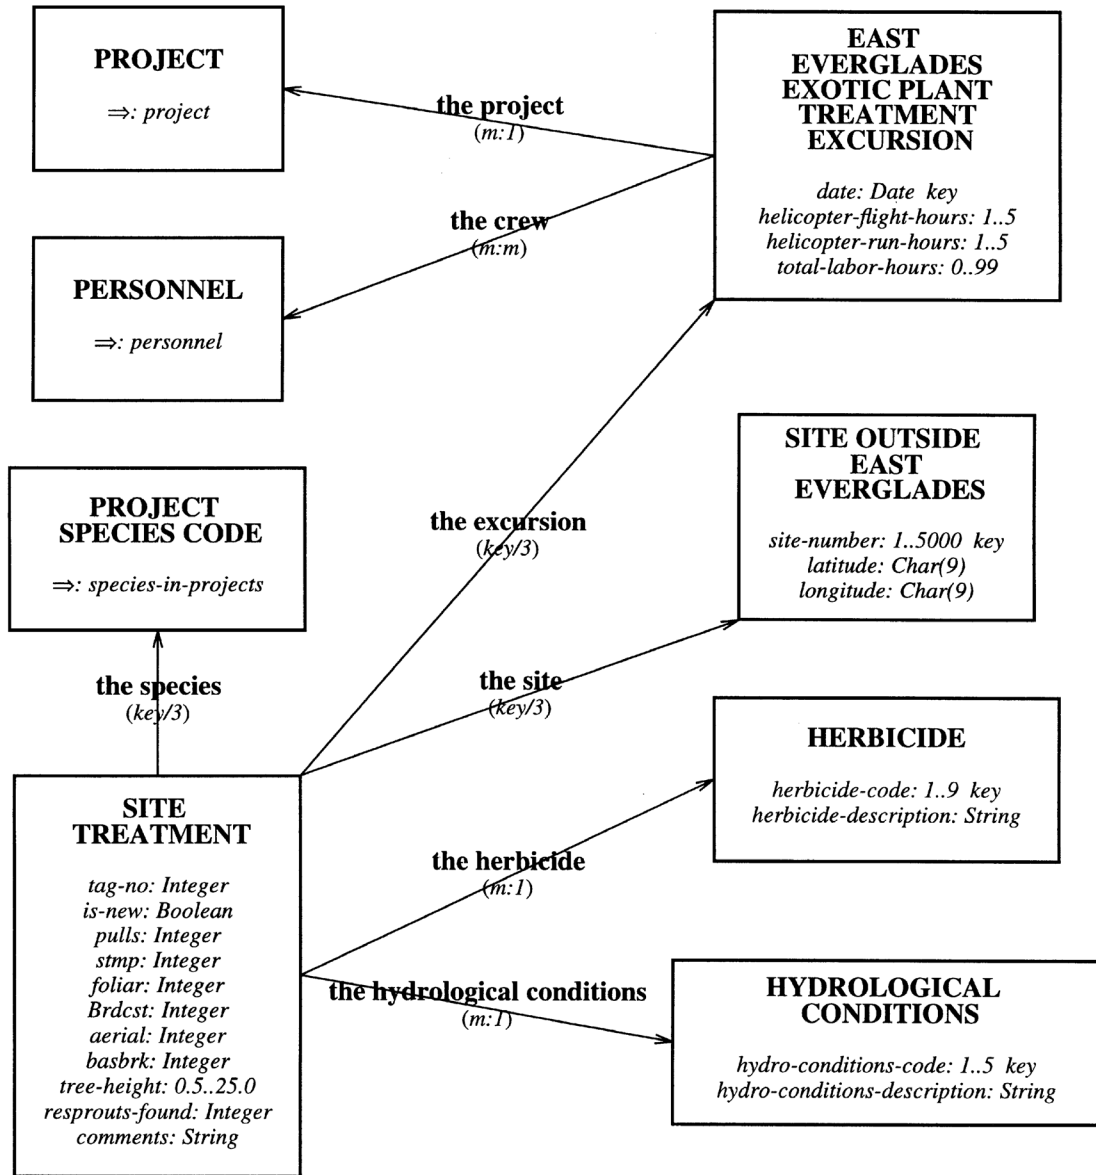 PROJECT
⇒: project
EAST
EVERGLADES
EXOTIC PLANT
TREATMENT
EXCURSION
date: Date key
helicopter-flight-hours: 1..5
helicopter-run-hours: 1..5
total-labor-hours: 0..99
the project
(m:1)
the crew
(m:m)
PERSONNEL
⇒: personnel
PROJECT
SPECIES CODE
⇒: species-in-projects
the excursion
(key/3)
SITE OUTSIDE
EAST
EVERGLADES
site-number: 1..5000 key
latitude: Char(9)
longitude: Char(9)
the species
(key/3)
the site
(key/3)
HERBICIDE
herbicide-code: 1..9 key
herbicide-description: String
SITE
TREATMENT
tag-no: Integer
is-new: Boolean
pulls: Integer
stmp: Integer
foliar: Integer
Brdcst: Integer
aerial: Integer
basbrk: Integer
tree-height: 0.5..25.0
resprouts-found: Integer
comments: String
the herbicide
(m:1)
the hydrological conditions
(m:1)
HYDROLOGICAL
CONDITIONS
hydro-conditions-code: 1..5 key
hydro-conditions-description: String